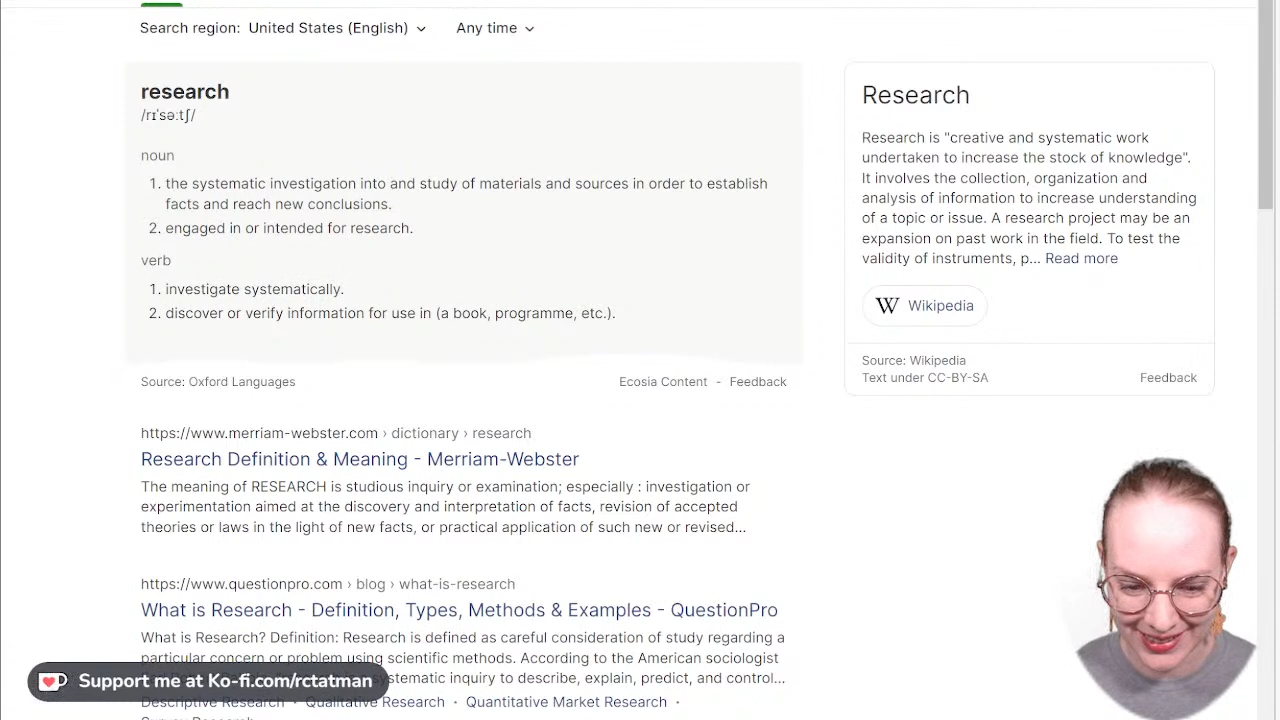 Search region: United States (English) Any time
research
/rɪˈsəːtʃ/
noun
1. the systematic investigation into and study of materials and sources in order to establish
facts and reach new conclusions.
2. engaged in or intended for research.
verb
1. investigate systematically.
2. discover or verify information for use in (a book, programme, etc.).
Source: Oxford Languages
Ecosia Content - Feedback
Research
Research is "creative and systematic work
undertaken to increase the stock of knowledge".
It involves the collection, organization and
analysis of information to increase understanding
of a topic or issue. A research project may be an
expansion on past work in the field. To test the
validity of instruments, p... Read more
W Wikipedia
Source: Wikipedia
Text under CC-BY-SA
Feedback
https://www.merriam-webster.com › dictionary › research
Research Definition & Meaning - Merriam-Webster
The meaning of RESEARCH is studious inquiry or examination; especially : investigation or
experimentation aimed at the discovery and interpretation of facts, revision of accepted
theories or laws in the light of new facts, or practical application of such new or revised...
https://www.questionpro.com › blog › what-is-research
What is Research - Definition, Types, Methods & Examples - QuestionPro
What is Research? Definition: Research is defined as careful consideration of study regarding a
particular concern or problem using scientific methods. According to the American sociologist
systematic inquiry to describe, explain, predict, and control...
Descriptive Research · Qualitative Research · Quantitative Market Research ·
Support me at Ko-fi.com/rctatman